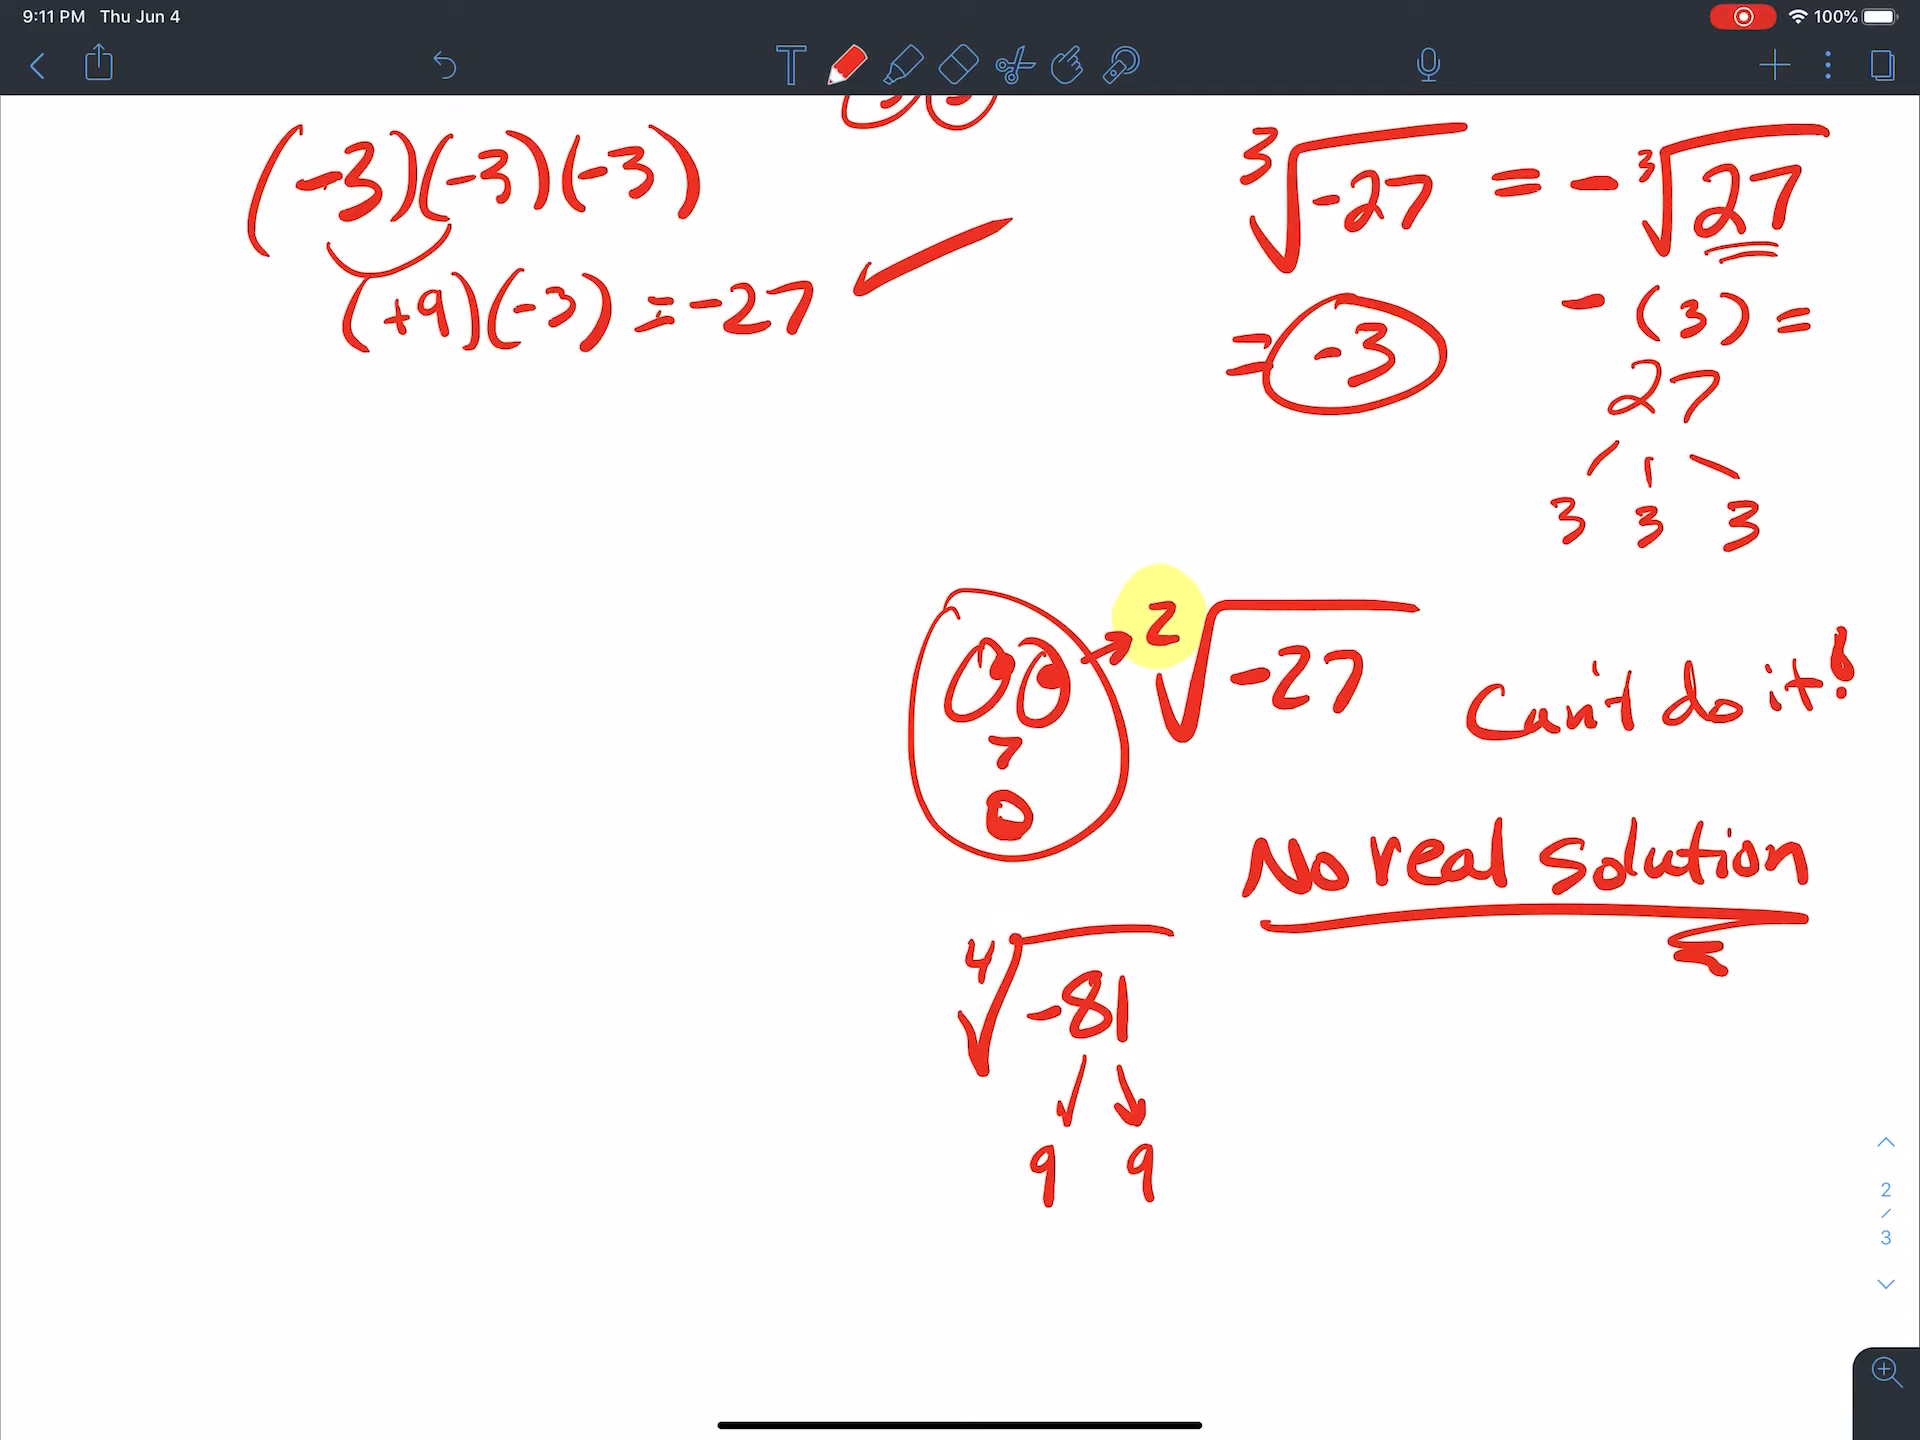 9:11 PM Thu Jun 4
100%
(-3)(-3)(-3)
(+9)(-3) = -27
∛-27 = -∛27
= -3
-(3) =
27
3 3 3
²√-27
Can't do it!
No real solution
∜-81
9 9
2
/
3